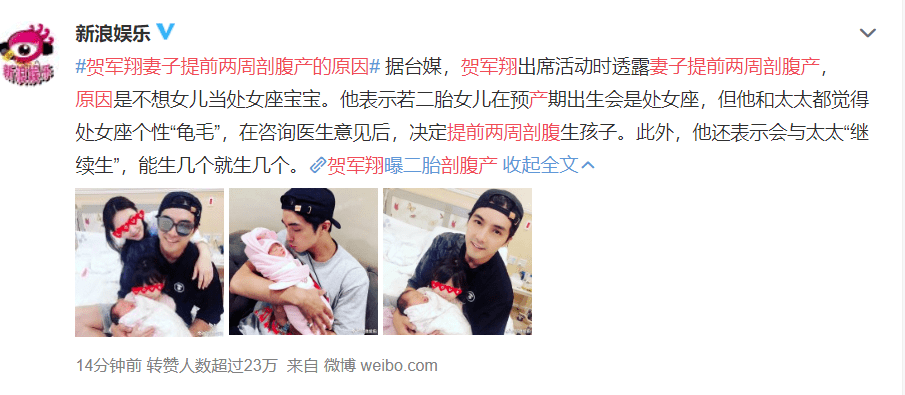 新浪娱乐
新浪娱乐
#贺军翔妻子提前两周剖腹产的原因# 据台媒，贺军翔出席活动时透露妻子提前两周剖腹产，
原因是不想女儿当处女座宝宝。他表示若二胎女儿在预产期出生会是处女座，但他和太太都觉得
处女座个性“龟毛”，在咨询医生意见后，决定提前两周剖腹生孩子。此外，他还表示会与太太“继
续生”，能生几个就生几个。贺军翔曝二胎剖腹产 收起全文
14分钟前 转赞人数超过23万 来自 微博 weibo.com